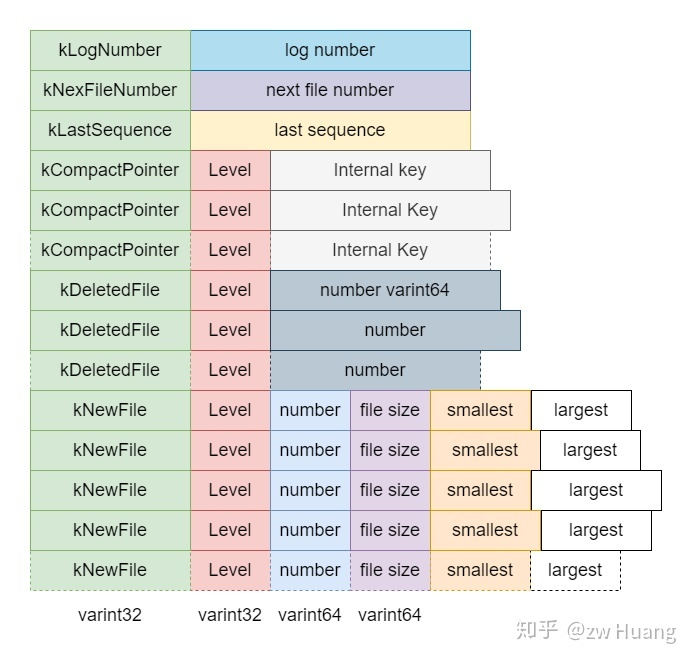 kLogNumber log number
kNexFileNumber next file number
kLastSequence last sequence
kCompactPointer Level Internal key
kCompactPointer Level Internal Key
kCompactPointer Level Internal Key
kDeletedFile Level number varint64
kDeletedFile Level number
kDeletedFile Level number
kNewFile Level number file size smallest largest
kNewFile Level number file size smallest largest
kNewFile Level number file size smallest largest
kNewFile Level number file size smallest largest
kNewFile Level number file size smallest largest
varint32 varint32 varint64 varint64
知乎 @zw Huang